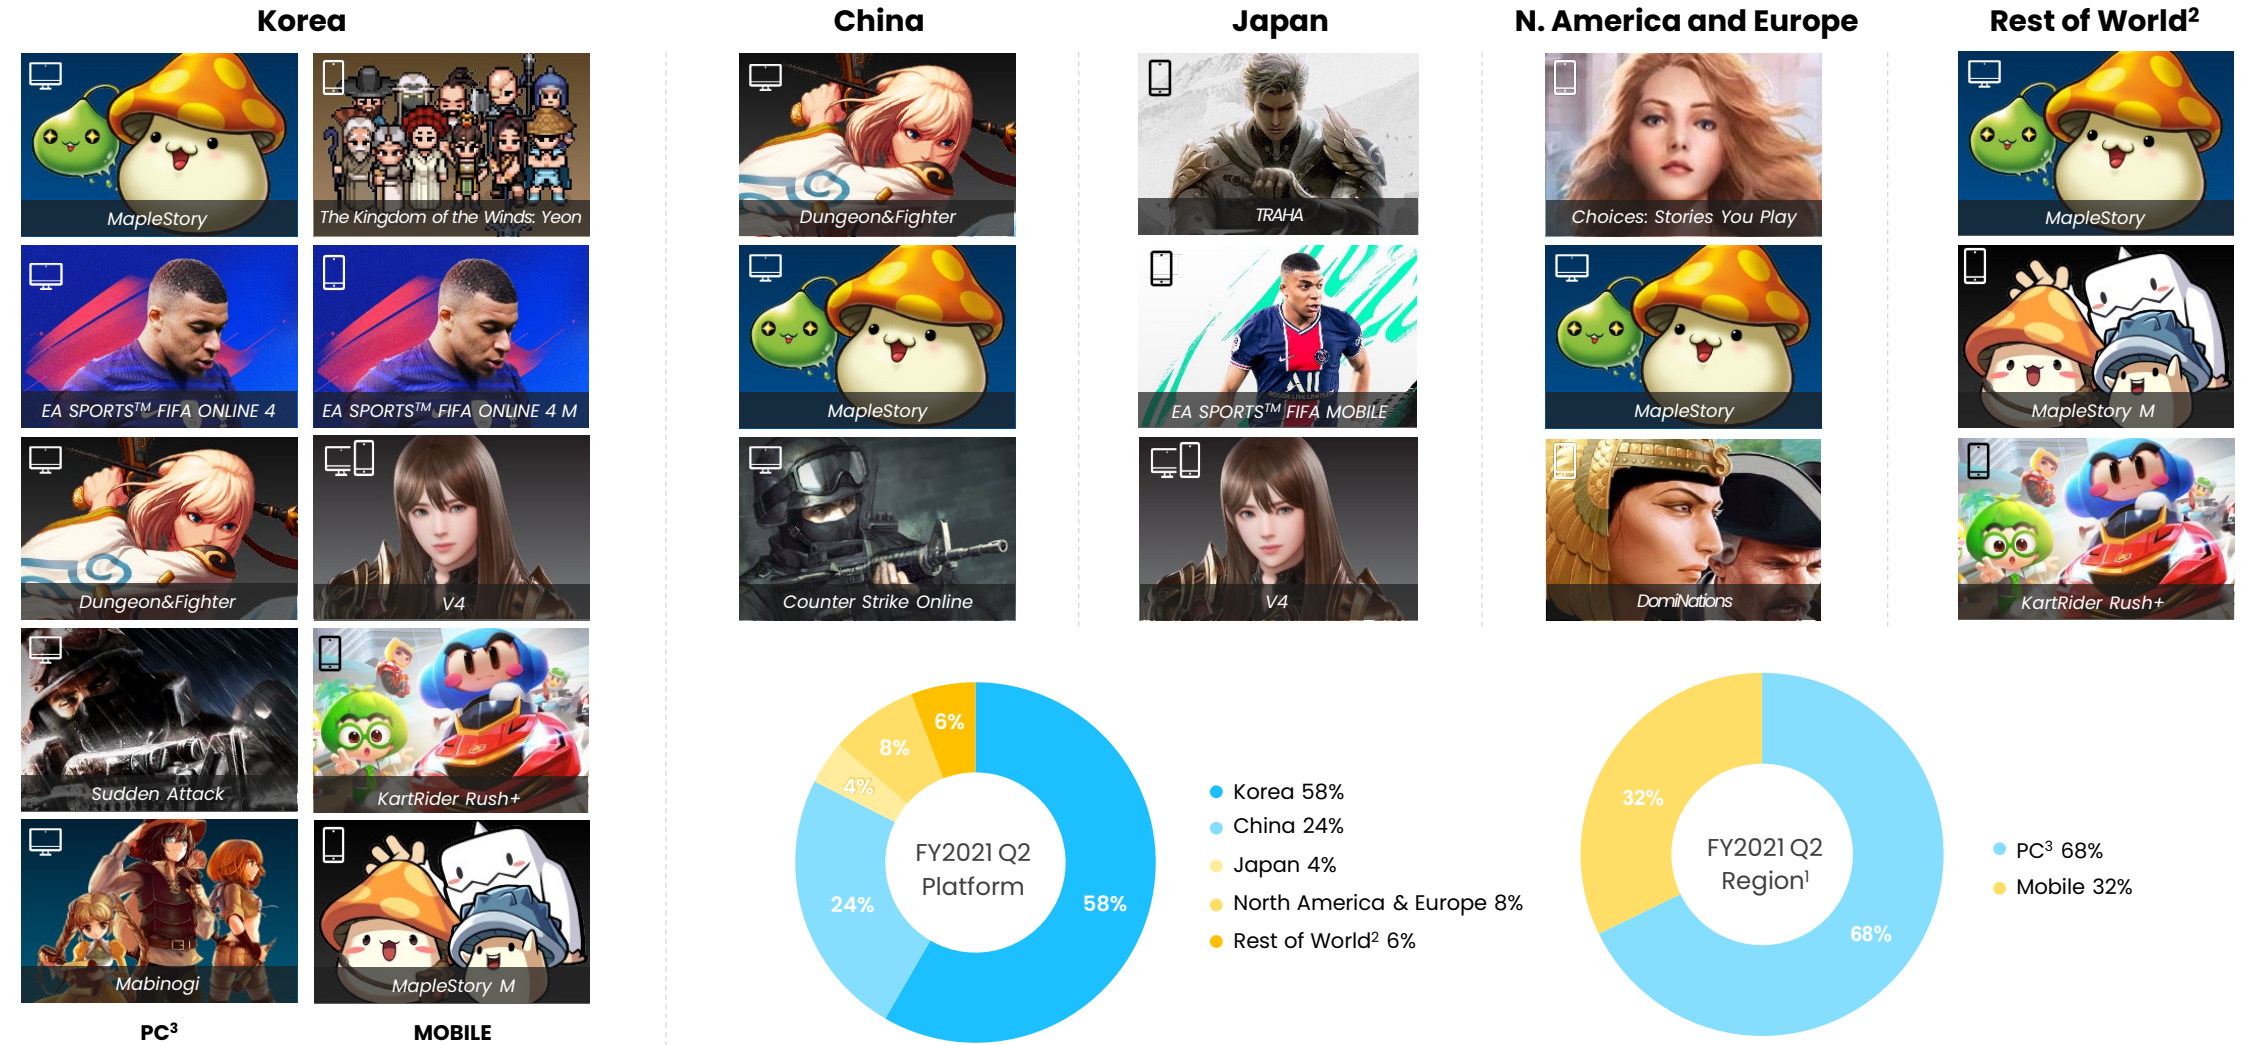 Korea
China
Japan
N. America and Europe
Rest of World²
MapleStory
The Kingdom of the Winds: Yeon
EA SPORTS™ FIFA ONLINE 4
EA SPORTS™ FIFA ONLINE 4 M
Dungeon&Fighter
V4
Sudden Attack
KartRider Rush+
Mabinogi
MapleStory M
PC³
MOBILE
Dungeon&Fighter
MapleStory
Counter Strike Online
TRAHA
EA SPORTS™ FIFA MOBILE
V4
Choices: Stories You Play
MapleStory
DomiNations
MapleStory
MapleStory M
KartRider Rush+
6%
8%
4%
24%
58%
FY2021 Q2
Platform
Korea 58%
China 24%
Japan 4%
North America & Europe 8%
Rest of World² 6%
32%
68%
FY2021 Q2
Region¹
PC³ 68%
Mobile 32%